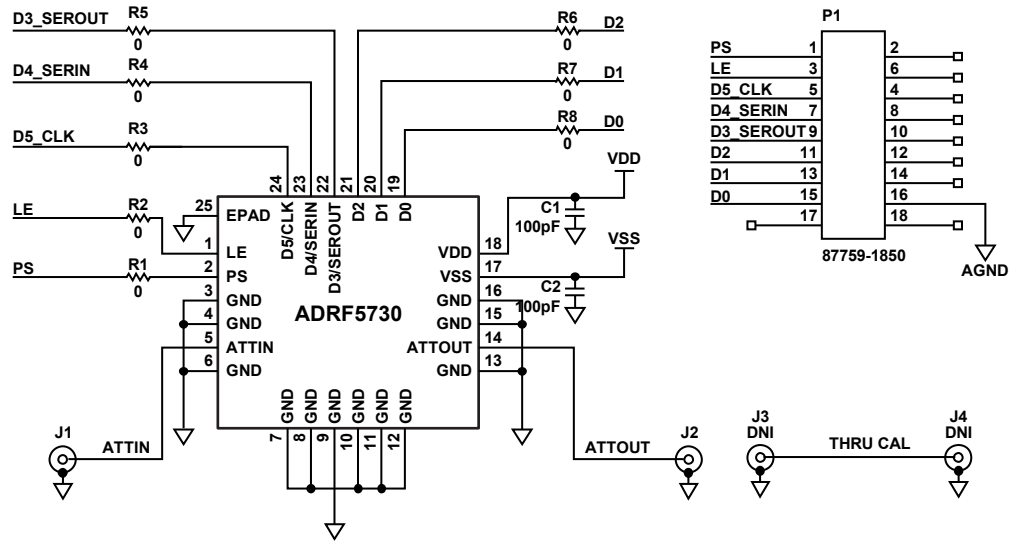 D3_SEROUT
R5
0
D4_SERIN
R4
0
D5_CLK
R3
0
LE
R2
0
PS
R1
0
R6
0
D2
R7
0
D1
R8
0
D0
24
23
22
21
20
19
D5/CLK
D4/SERIN
D3/SEROUT
D2
D1
D0
25
EPAD
1
LE
2
PS
3
GND
4
GND
5
ATTIN
6
GND
ADRF5730
VDD
18
VSS
17
GND
16
GND
15
ATTOUT
14
GND
13
GND
GND
GND
GND
GND
GND
7
8
9
10
11
12
VDD
C1
100pF
VSS
C2
100pF
J1
ATTIN
ATTOUT
J2
P1
PS
1
2
LE
3
6
D5_CLK
5
4
D4_SERIN
7
8
D3_SEROUT
9
10
D2
11
12
D1
13
14
D0
15
16
17
18
87759-1850
AGND
J3
DNI
THRU CAL
J4
DNI